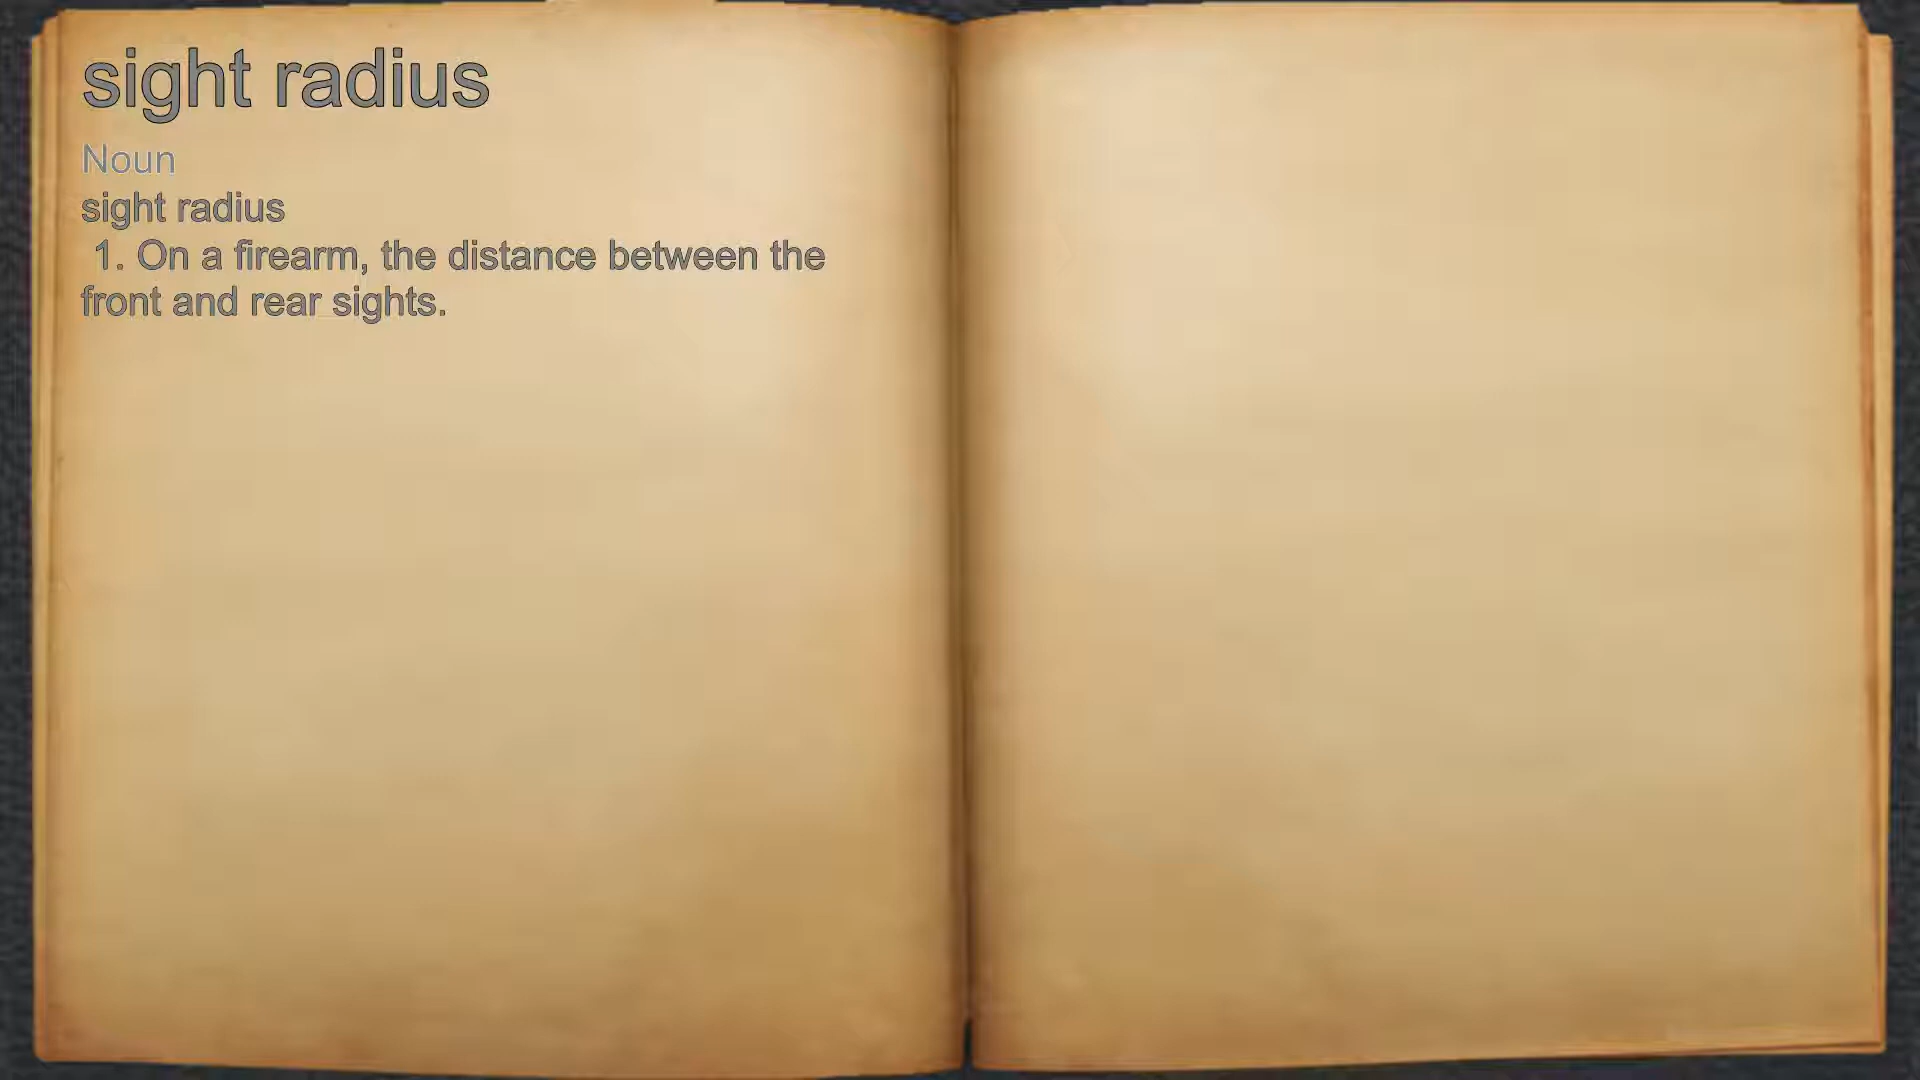 sight radius
Noun
sight radius
1. On a firearm, the distance between the
front and rear sights.